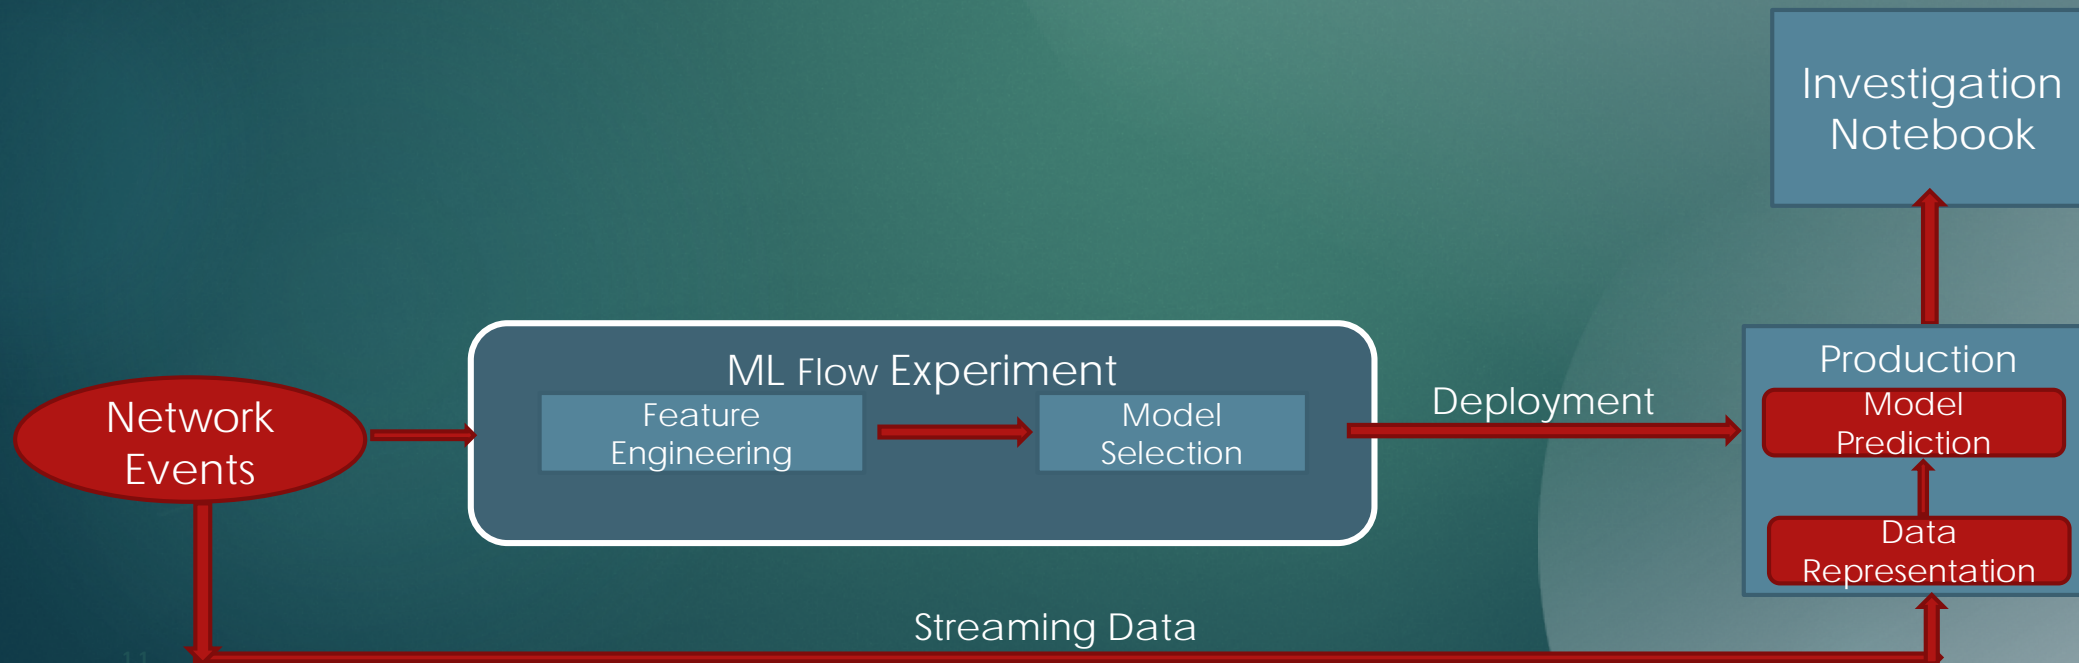 Investigation
Notebook
ML Flow Experiment
Network
Events
Feature
Engineering
Model
Selection
Deployment
Production
Model
Prediction
Data
Representation
Streaming Data
11